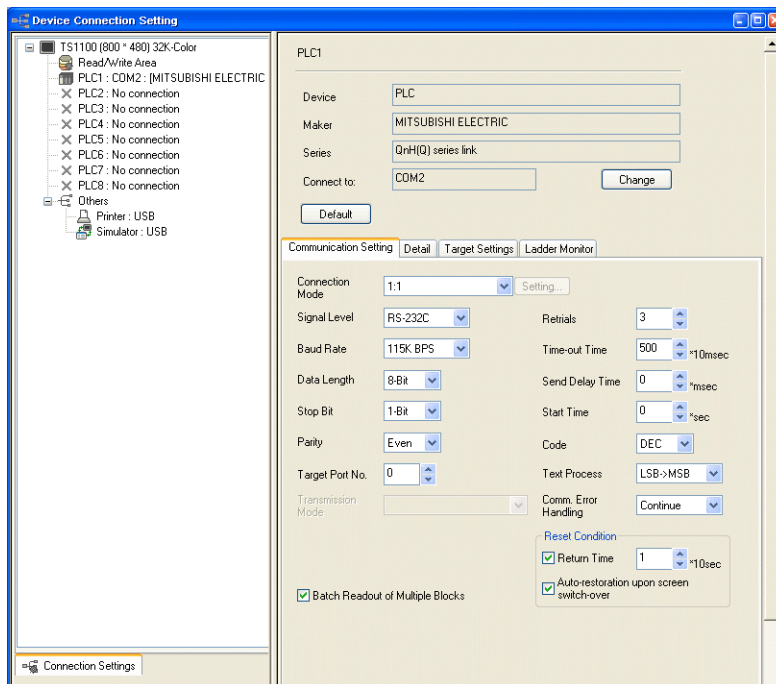 Device Connection Setting
TS1100 (800 * 480) 32K-Color
Read/Write Area
PLC1 : COM2 : [MITSUBISHI ELECTRIC
PLC2 : No connection
PLC3 : No connection
PLC4 : No connection
PLC5 : No connection
PLC6 : No connection
PLC7 : No connection
PLC8 : No connection
Others
Printer : USB
Simulator : USB
Connection Settings
PLC1
Device PLC
Maker MITSUBISHI ELECTRIC
Series QnH(Q) series link
Connect to: COM2 Change
Default
Communication Setting Detail Target Settings Ladder Monitor
Connection
Mode 1:1 Setting...
Signal Level RS-232C
Baud Rate 115K BPS
Data Length 8-Bit
Stop Bit 1-Bit
Parity Even
Target Port No. 0
Transmission
Mode
Batch Readout of Multiple Blocks
Retrials 3
Time-out Time 500 *10msec
Send Delay Time 0 *msec
Start Time 0 *sec
Code DEC
Text Process LSB->MSB
Comm. Error
Handling Continue
Reset Condition
Return Time 1 *10sec
Auto-restoration upon screen
switch-over